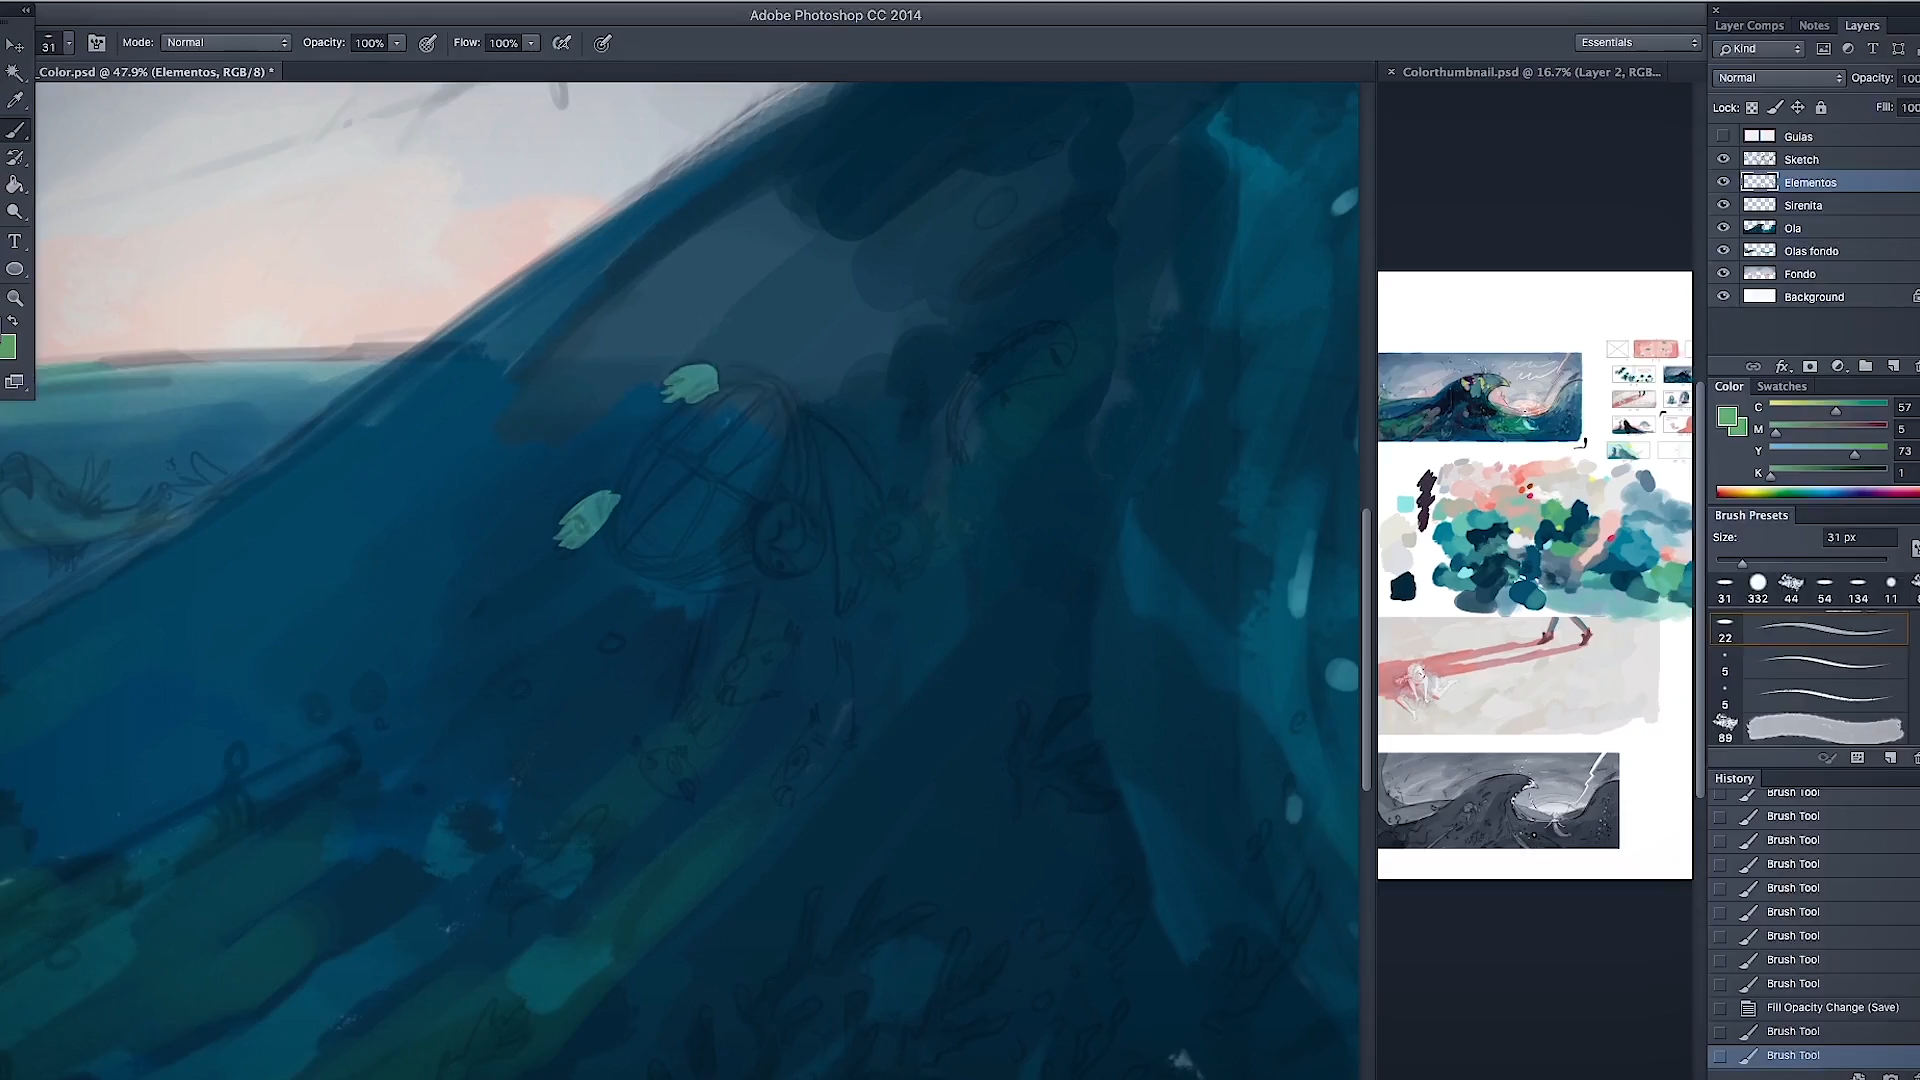 Adobe Photoshop CC 2014
Layer Comps Notes Layers
31 Mode: Normal Opacity: 100% Flow: 100% Essentials
Kind
_Color.psd @ 47.9% (Elementos, RGB/8) *
× Colorthumbnail.psd @ 16.7% (Layer 2, RGB...
Normal Opacity: 100
Lock: Fill: 100
Guias
Sketch
Elementos
Sirenita
Ola
Olas fondo
Fondo
Background
fx
Color Swatches
C 57
M 5
Y 73
K 1
Brush Presets
Size: 31 px
31 332 44 54 134 11
22
5
5
89
History
Brush Tool
Brush Tool
Brush Tool
Brush Tool
Brush Tool
Brush Tool
Brush Tool
Brush Tool
Brush Tool
Fill Opacity Change (Save)
Brush Tool
Brush Tool